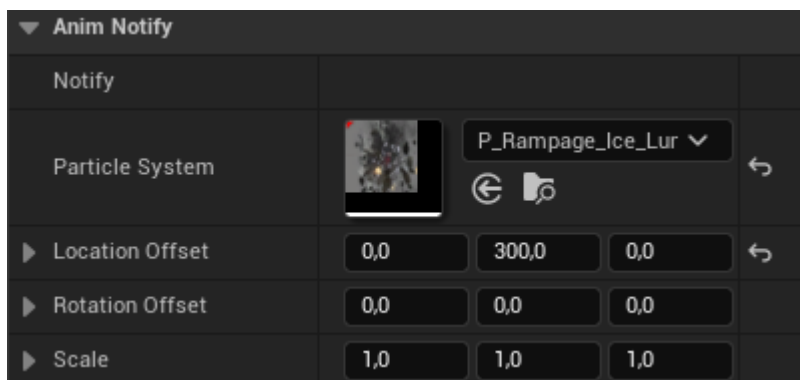 Anim Notify
Notify
Particle System
P_Rampage_Ice_Lur
Location Offset 0,0 300,0 0,0
Rotation Offset 0,0 0,0 0,0
Scale 1,0 1,0 1,0